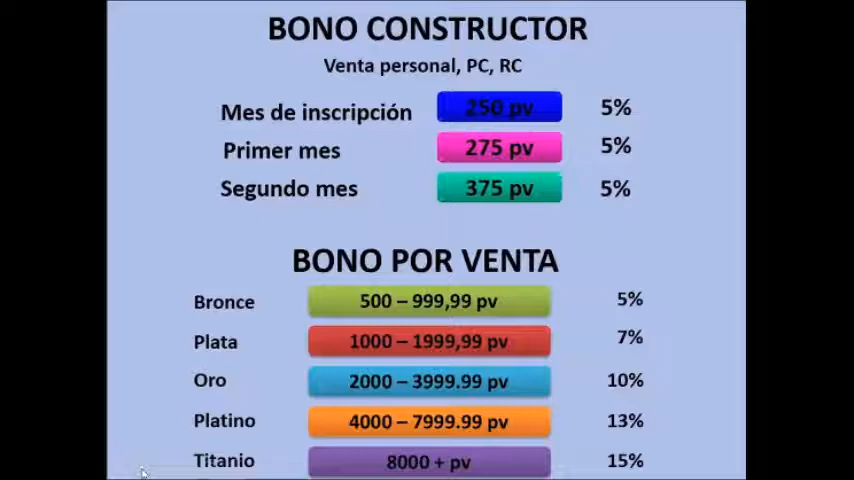 BONO CONSTRUCTOR
Venta personal, PC, RC
Mes de inscripción 250 pv 5%
Primer mes 275 pv 5%
Segundo mes 375 pv 5%
BONO POR VENTA
Bronce 500 – 999,99 pv 5%
Plata 1000 – 1999,99 pv 7%
Oro 2000 – 3999.99 pv 10%
Platino 4000 – 7999.99 pv 13%
Titanio 8000 + pv 15%